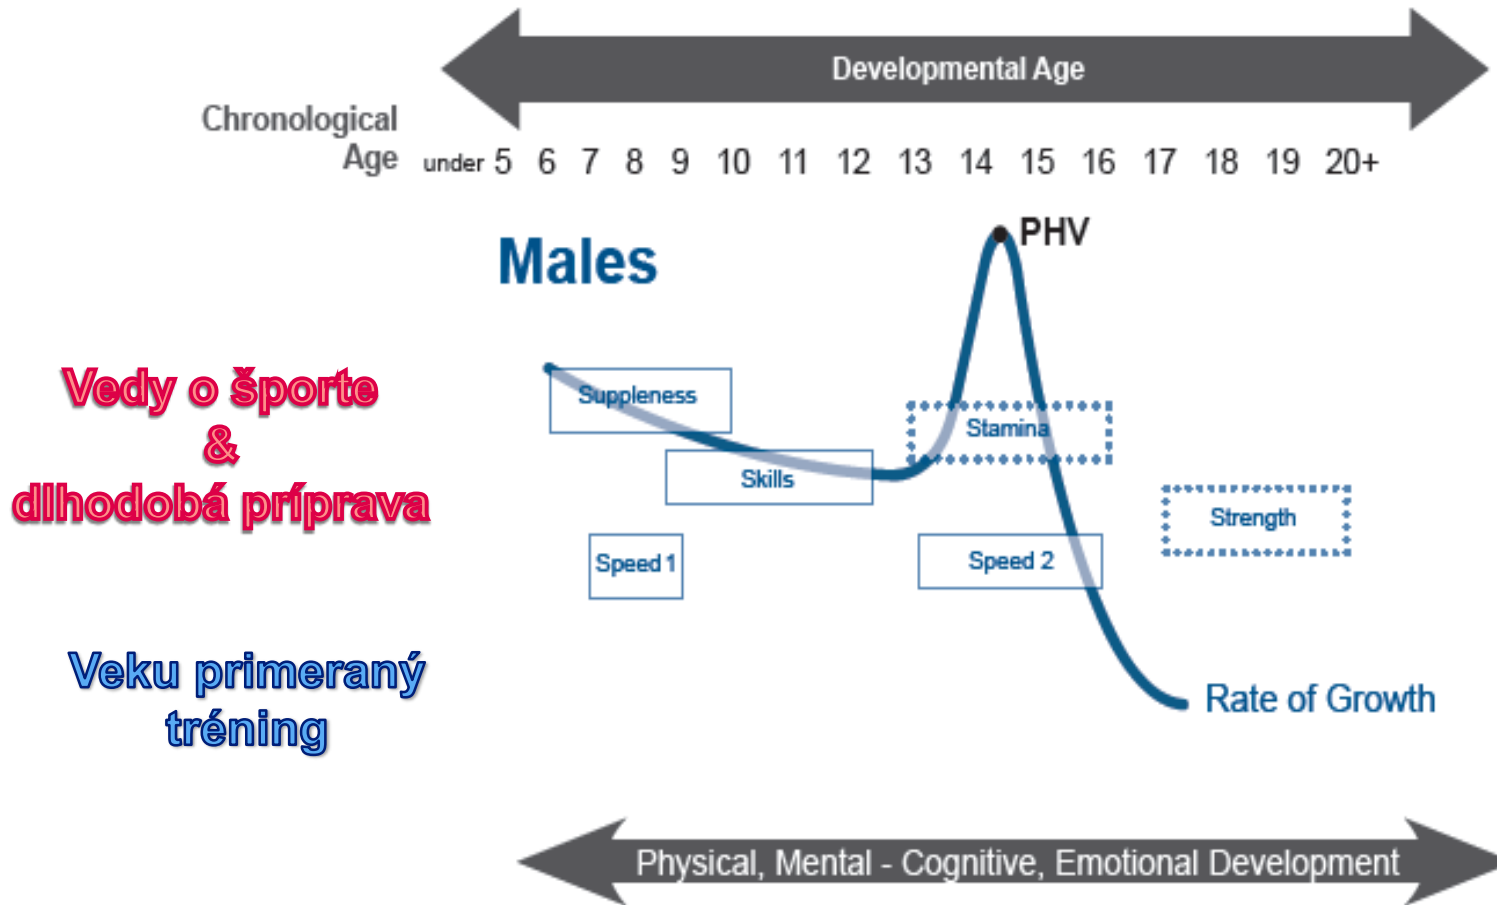 Developmental Age
Chronological
Age
under 5 6 7 8 9 10 11 12 13 14 15 16 17 18 19 20+
PHV
Males
Vedy o športe
&
dlhodobá príprava
Suppleness
Stamina
Skills
Strength
Speed 1
Speed 2
Veku primeraný
tréning
Rate of Growth
Physical, Mental - Cognitive, Emotional Development